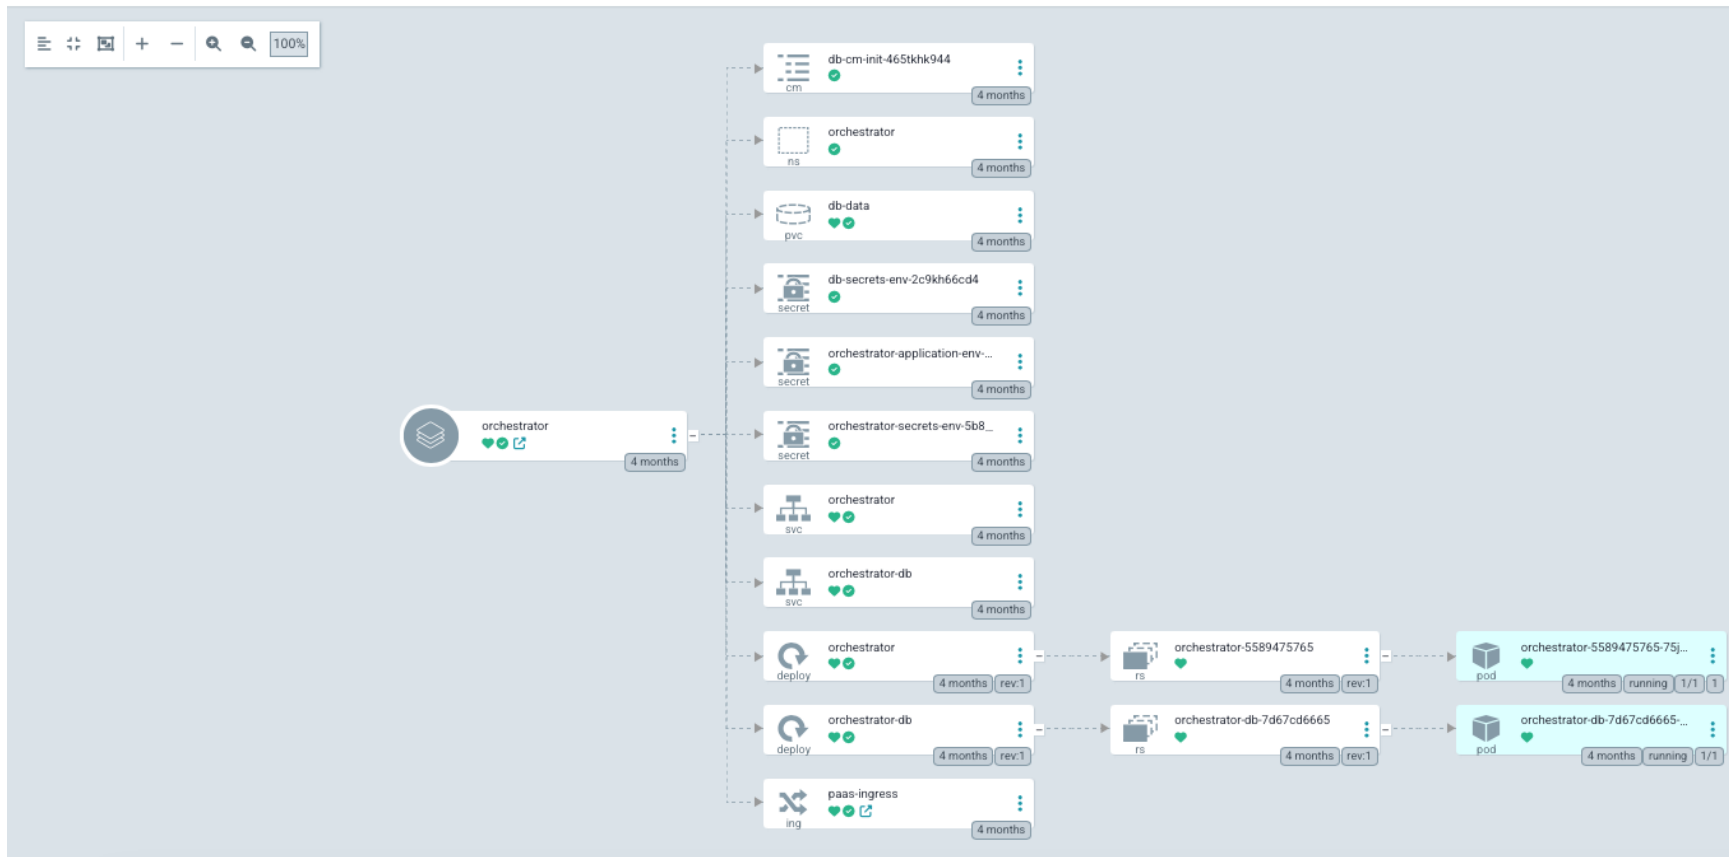 100%
db-cm-init-465tkhk944
cm
4 months
orchestrator
ns
4 months
db-data
pvc
4 months
db-secrets-env-2c9kh66cd4
secret
4 months
orchestrator-application-env-...
secret
4 months
orchestrator
4 months
orchestrator-secrets-env-5b8_
secret
4 months
orchestrator
svc
4 months
orchestrator-db
svc
4 months
orchestrator
deploy
4 months rev:1
orchestrator-5589475765
rs
4 months rev:1
orchestrator-5589475765-75j...
pod
4 months running 1/1 1
orchestrator-db
deploy
4 months rev:1
orchestrator-db-7d67cd6665
rs
4 months rev:1
orchestrator-db-7d67cd6665-...
pod
4 months running 1/1
paas-ingress
ing
4 months